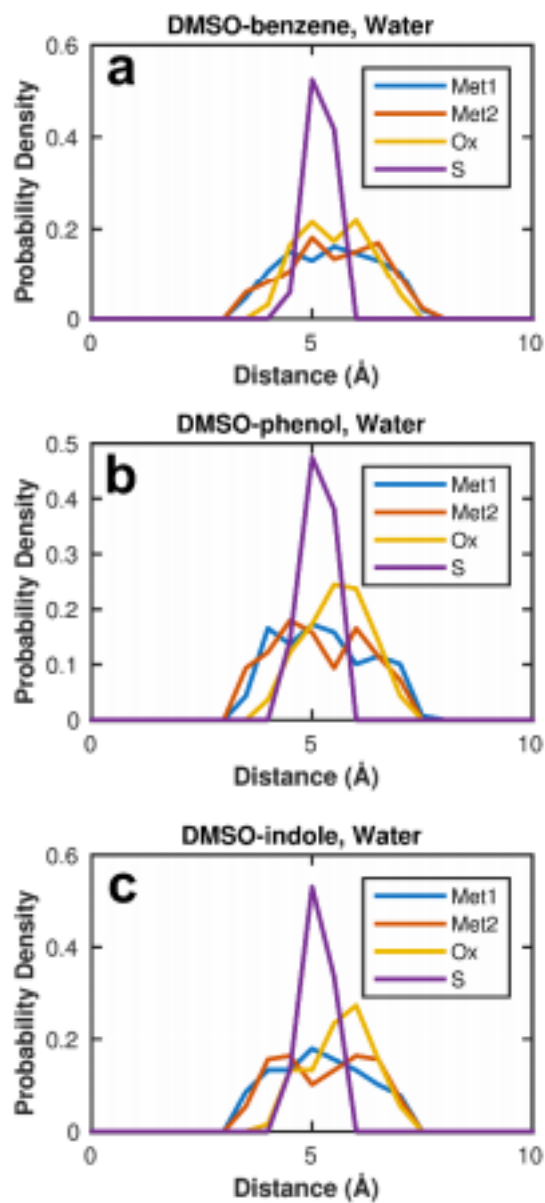 DMSO-benzene, Water
a
0.6
0.4
0.2
0
Probability Density
Met1
Met2
Ox
S
0 5 10
Distance (Å)
DMSO-phenol, Water
b
0.5
0.4
0.3
0.2
0.1
0
Probability Density
Met1
Met2
Ox
S
0 5 10
Distance (Å)
DMSO-indole, Water
c
0.6
0.4
0.2
0
Probability Density
Met1
Met2
Ox
S
0 5 10
Distance (Å)